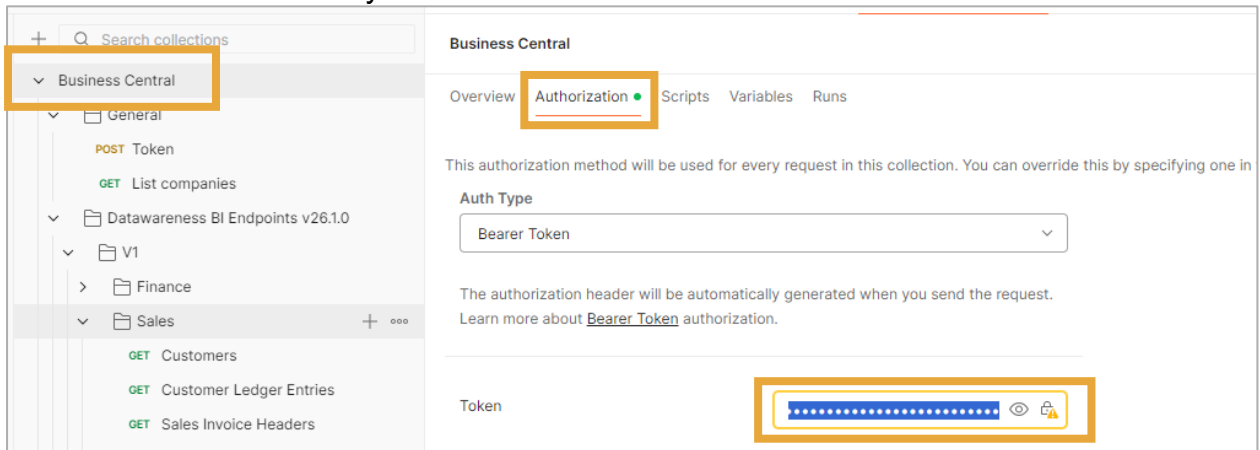 Search collections
Business Central
General
POST Token
GET List companies
Datawareness BI Endpoints v26.1.0
V1
Finance
Sales
GET Customers
GET Customer Ledger Entries
GET Sales Invoice Headers
Business Central
Overview Authorization Scripts Variables Runs
This authorization method will be used for every request in this collection. You can override this by specifying one in
Auth Type
Bearer Token
The authorization header will be automatically generated when you send the request.
Learn more about Bearer Token authorization.
Token